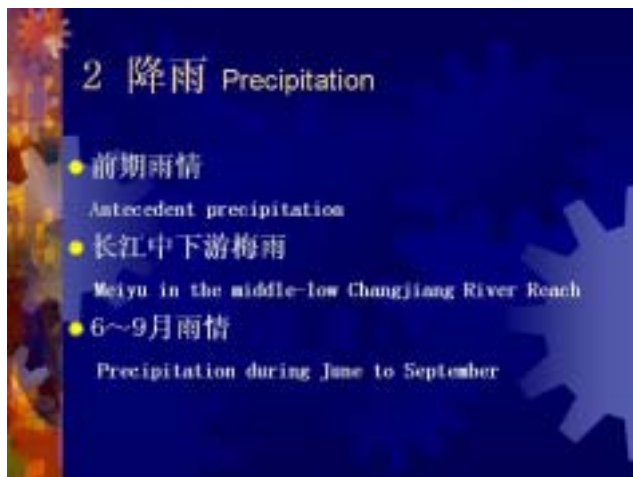 2 降雨 Precipitation
前期雨情
Antecedent precipitation
长江中下游梅雨
Meiyu in the middle-low Changjiang River Reach
6～9月雨情
Precipitation during June to September